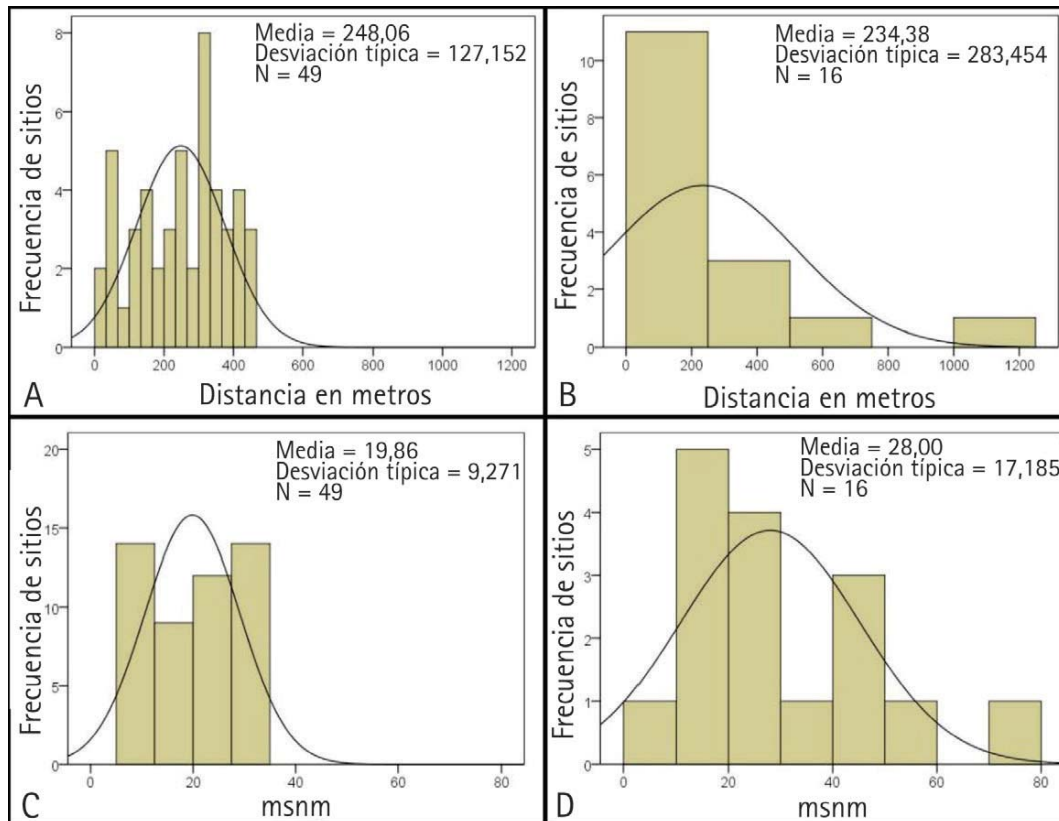 Media = 248,06
Desviación típica = 127,152
N = 49
Frecuencia de sitios
8
6
4
2
0
0 200 400 600 800 1000 1200
A
Distancia en metros
Media = 234,38
Desviación típica = 283,454
N = 16
Frecuencia de sitios
10
8
6
4
2
0
0 200 400 600 800 1000 1200
B
Distancia en metros
Media = 19,86
Desviación típica = 9,271
N = 49
Frecuencia de sitios
20
15
10
5
0
0 20 40 60 80
C
msnm
Media = 28,00
Desviación típica = 17,185
N = 16
Frecuencia de sitios
5
4
3
2
1
0
0 20 40 60 80
D
msnm